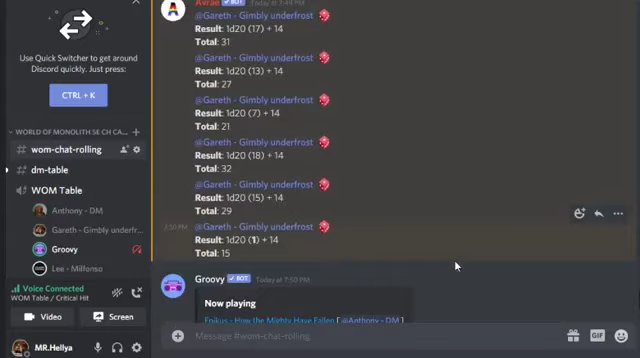 Use Quick Switcher to get around
Discord quickly. Just press:
CTRL + K
WORLD OF MONOLITH 5E CH CA...
# wom-chat-rolling
# dm-table
WOM Table
Anthony - DM
Gareth - Gimbly underfr...
Groovy
Lee - Milfonso
Voice Connected
WOM Table / Critical Hit
Video
Screen
MR.Hellya
Avrae BOT Today at 7:49 PM
@Gareth - Gimbly underfrost
Result: 1d20 (17) + 14
Total: 31
@Gareth - Gimbly underfrost
Result: 1d20 (13) + 14
Total: 27
@Gareth - Gimbly underfrost
Result: 1d20 (7) + 14
Total: 21
@Gareth - Gimbly underfrost
Result: 1d20 (18) + 14
Total: 32
@Gareth - Gimbly underfrost
Result: 1d20 (15) + 14
Total: 29
7:50 PM
@Gareth - Gimbly underfrost
Result: 1d20 (1) + 14
Total: 15
Groovy BOT Today at 7:53 PM
Now playing
- How the Mighty Have Fallen [@Anthony - DM]
Message #wom-chat-rolling
GIF